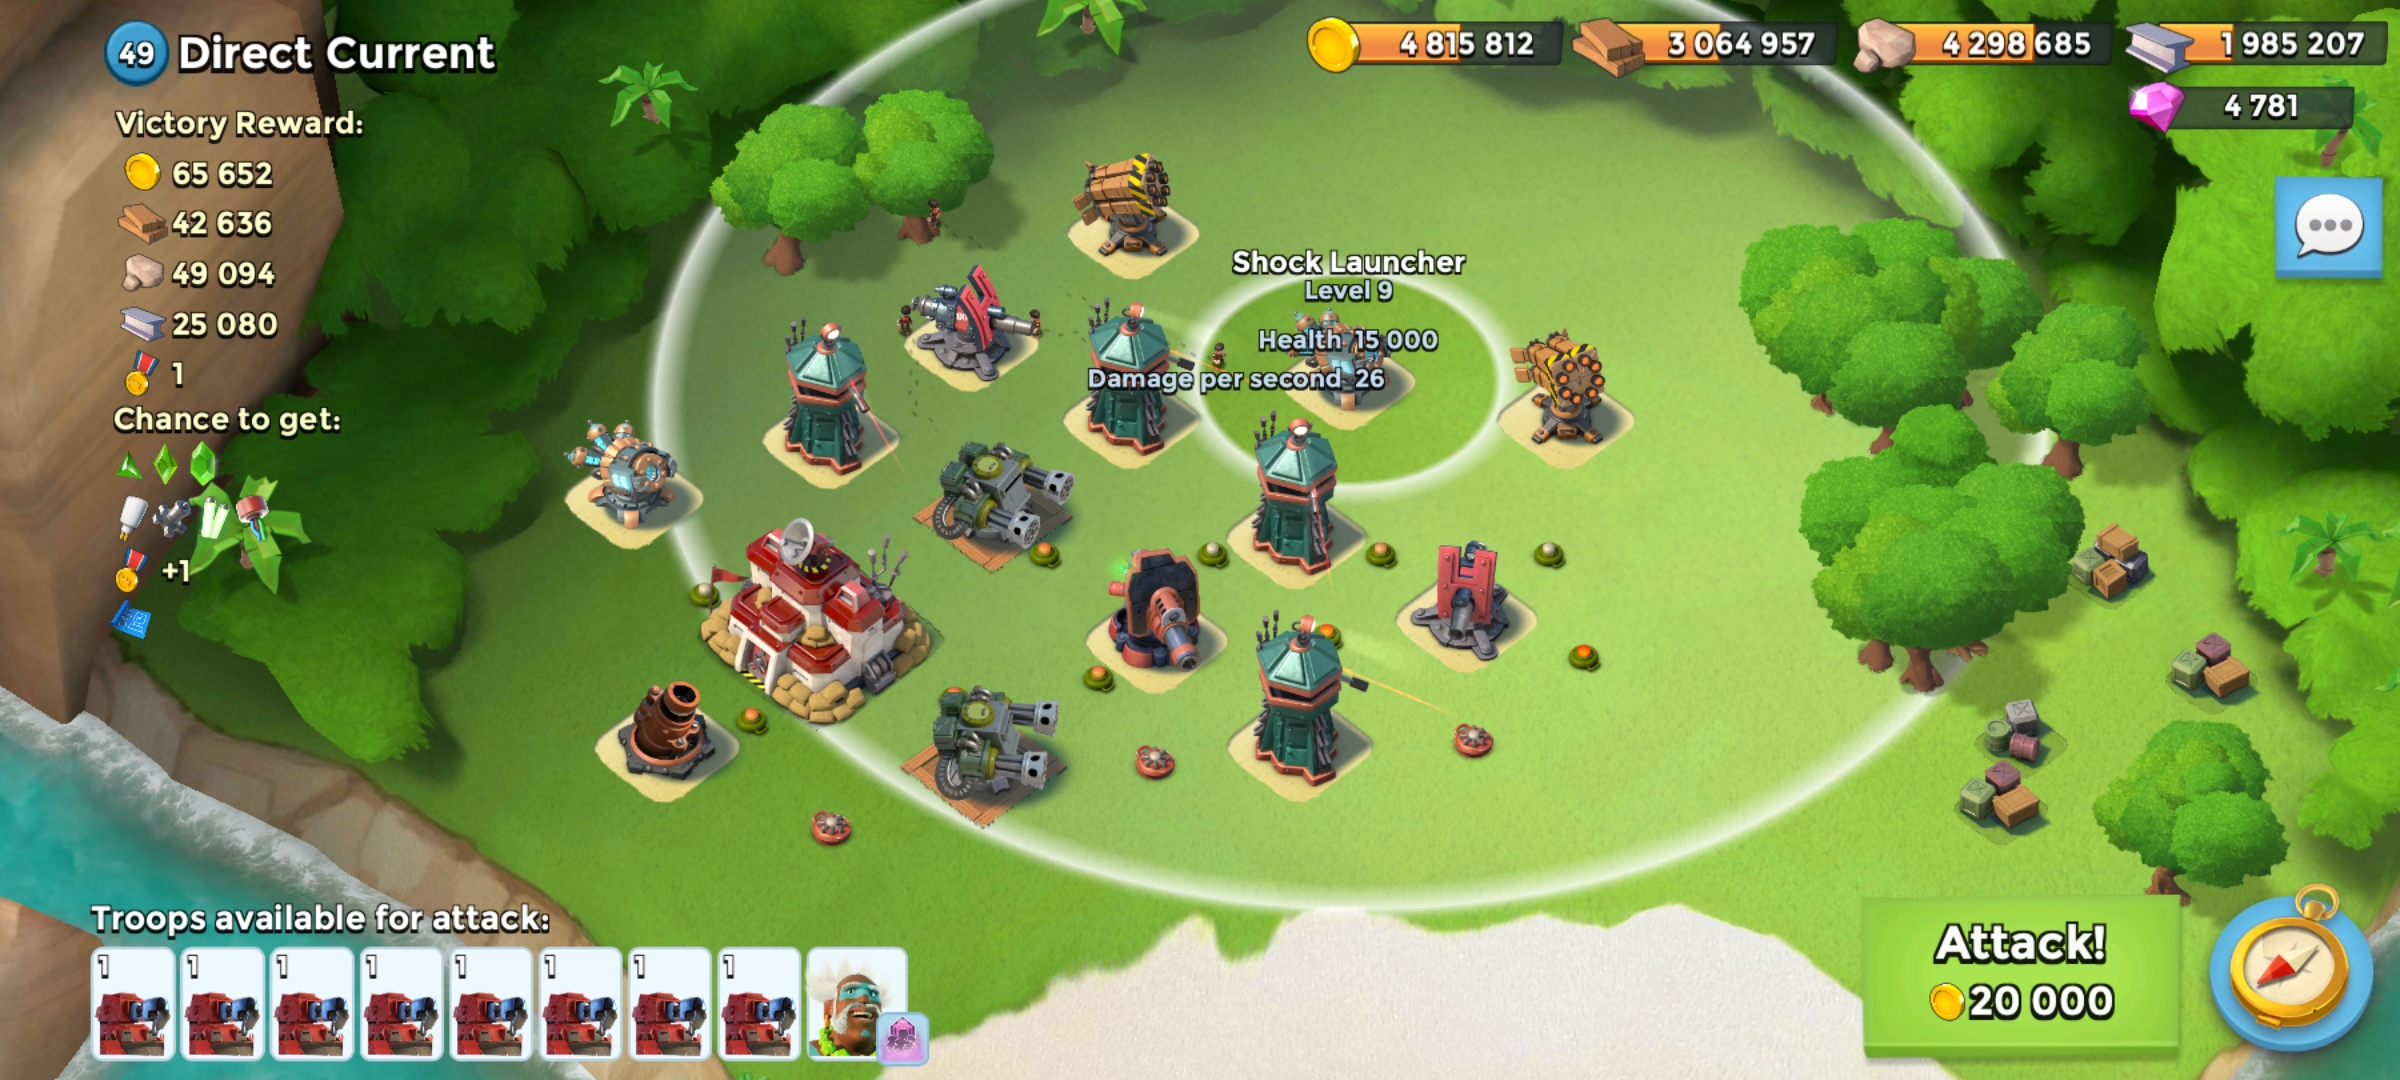 49 Direct Current
4 815 812
3 064 957
4 298 685
1 985 207
4 781
Victory Reward:
65 652
42 636
49 094
25 080
1
Chance to get:
+1
Shock Launcher
Level 9
Health 15 000
Damage per second 26
Troops available for attack:
1 1 1 1 1 1 1 1
Attack!
20 000